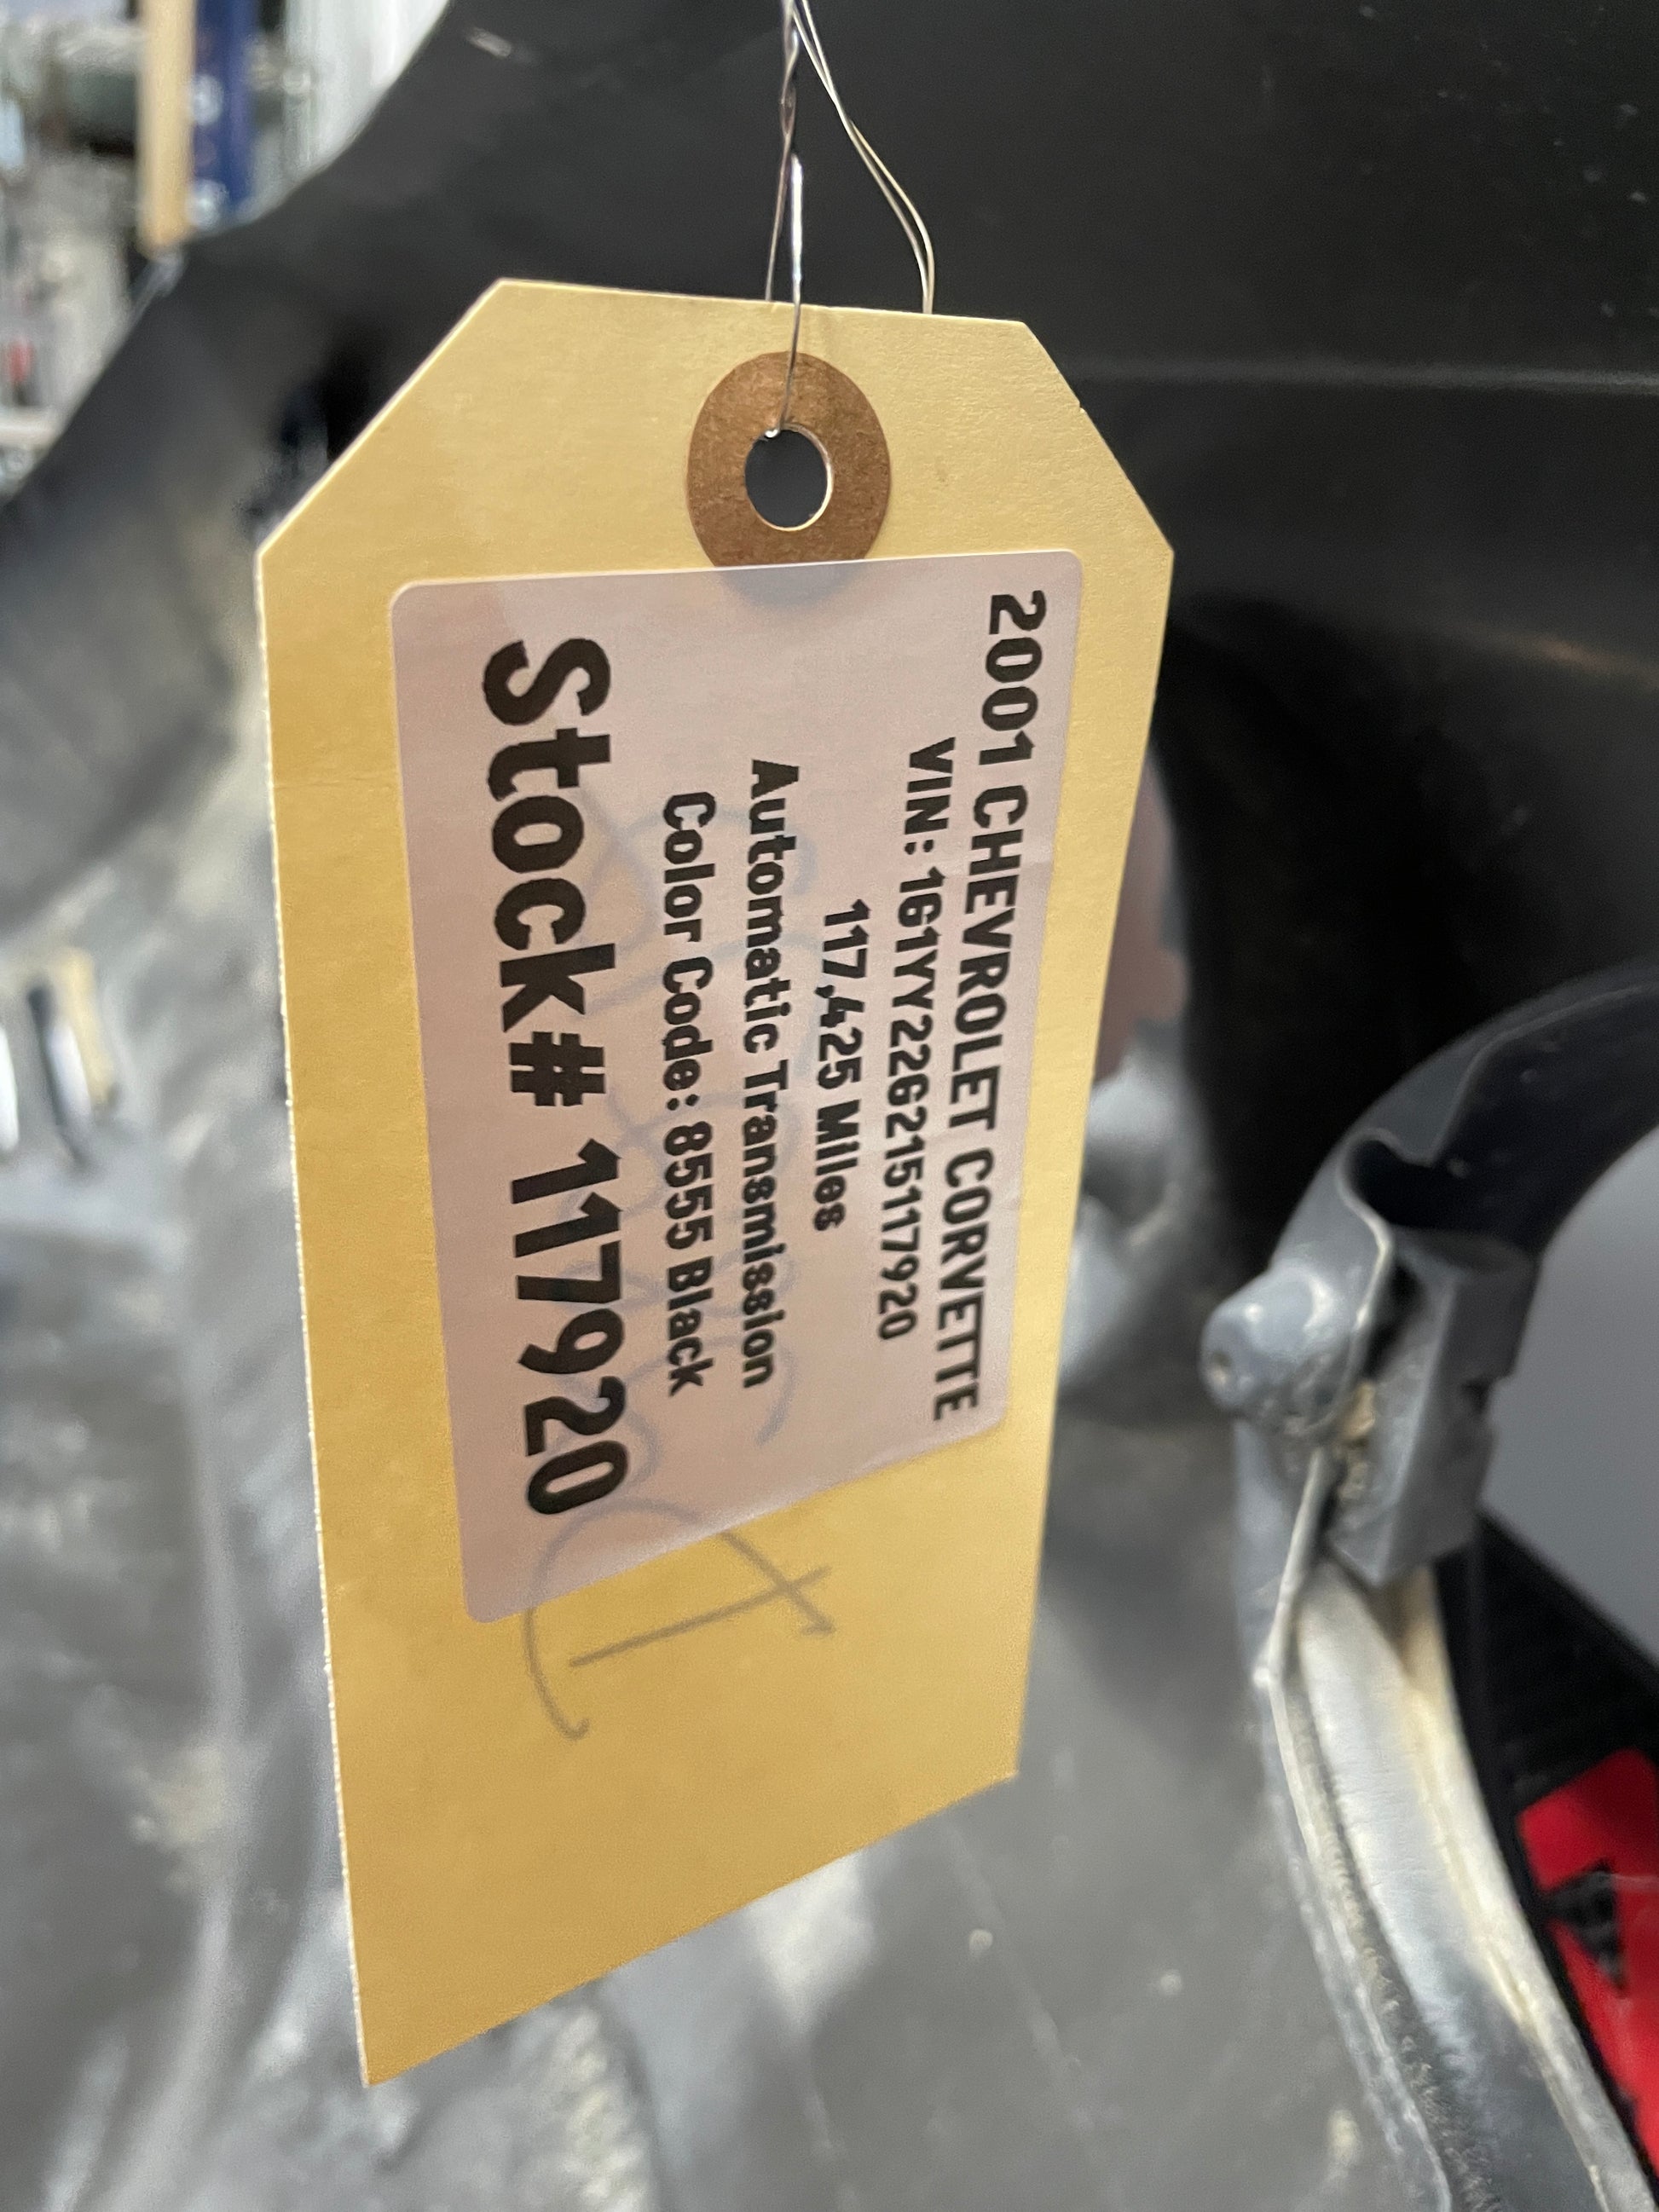 2001 CHEVROLET CORVETTE
VIN: 1G1YY22G215117920
117,425 Miles
Automatic Transmission
Color Code: 8555 Black
Stock# 117920